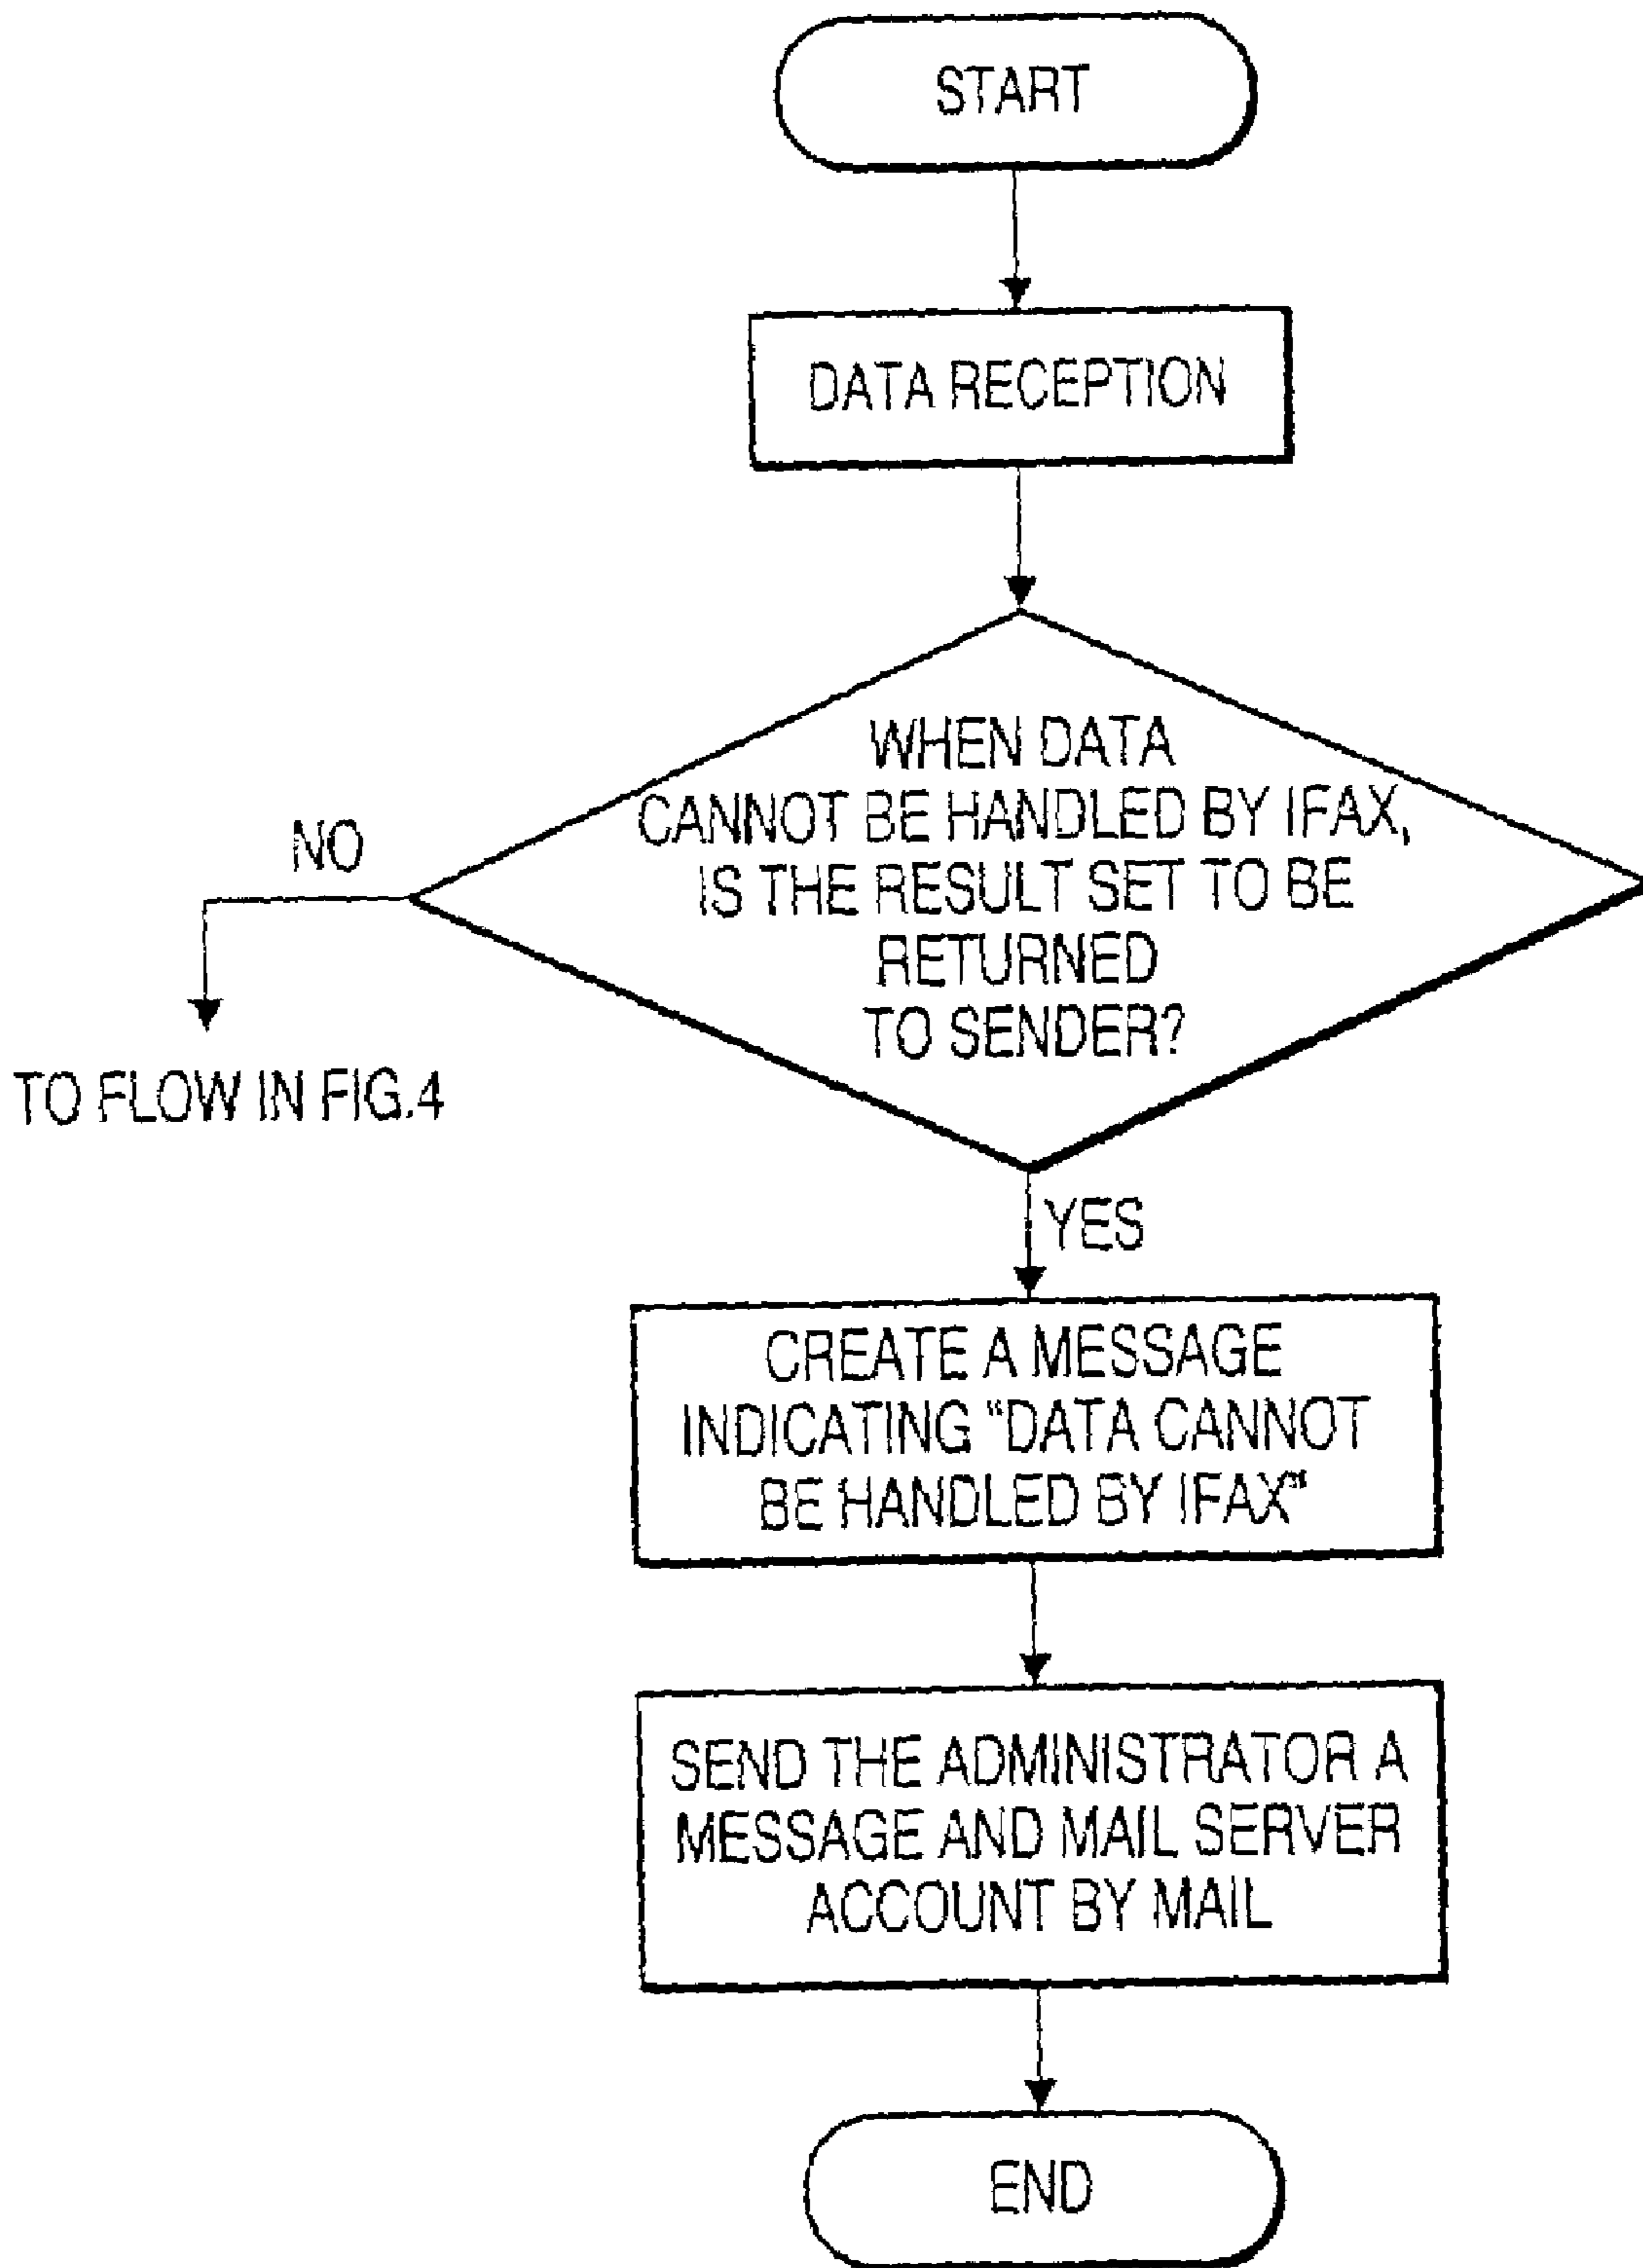 START
DATA RECEPTION
WHEN DATA
CANNOT BE HANDLED BY IFAX,
IS THE RESULT SET TO BE
RETURNED
TO SENDER?
NO
TO FLOW IN FIG.4
YES
CREATE A MESSAGE
INDICATING "DATA CANNOT
BE HANDLED BY IFAX"
SEND THE ADMINISTRATOR A
MESSAGE AND MAIL SERVER
ACCOUNT BY MAIL
END